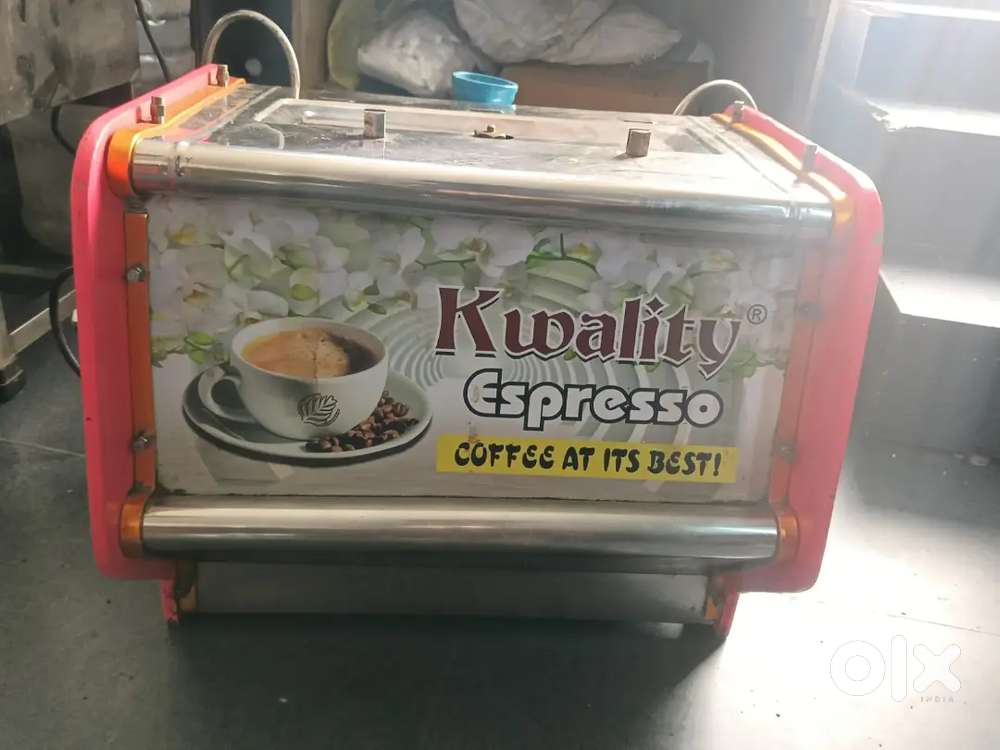 Kwality®
Espresso
COFFEE AT ITS BEST!
olx
INDIA